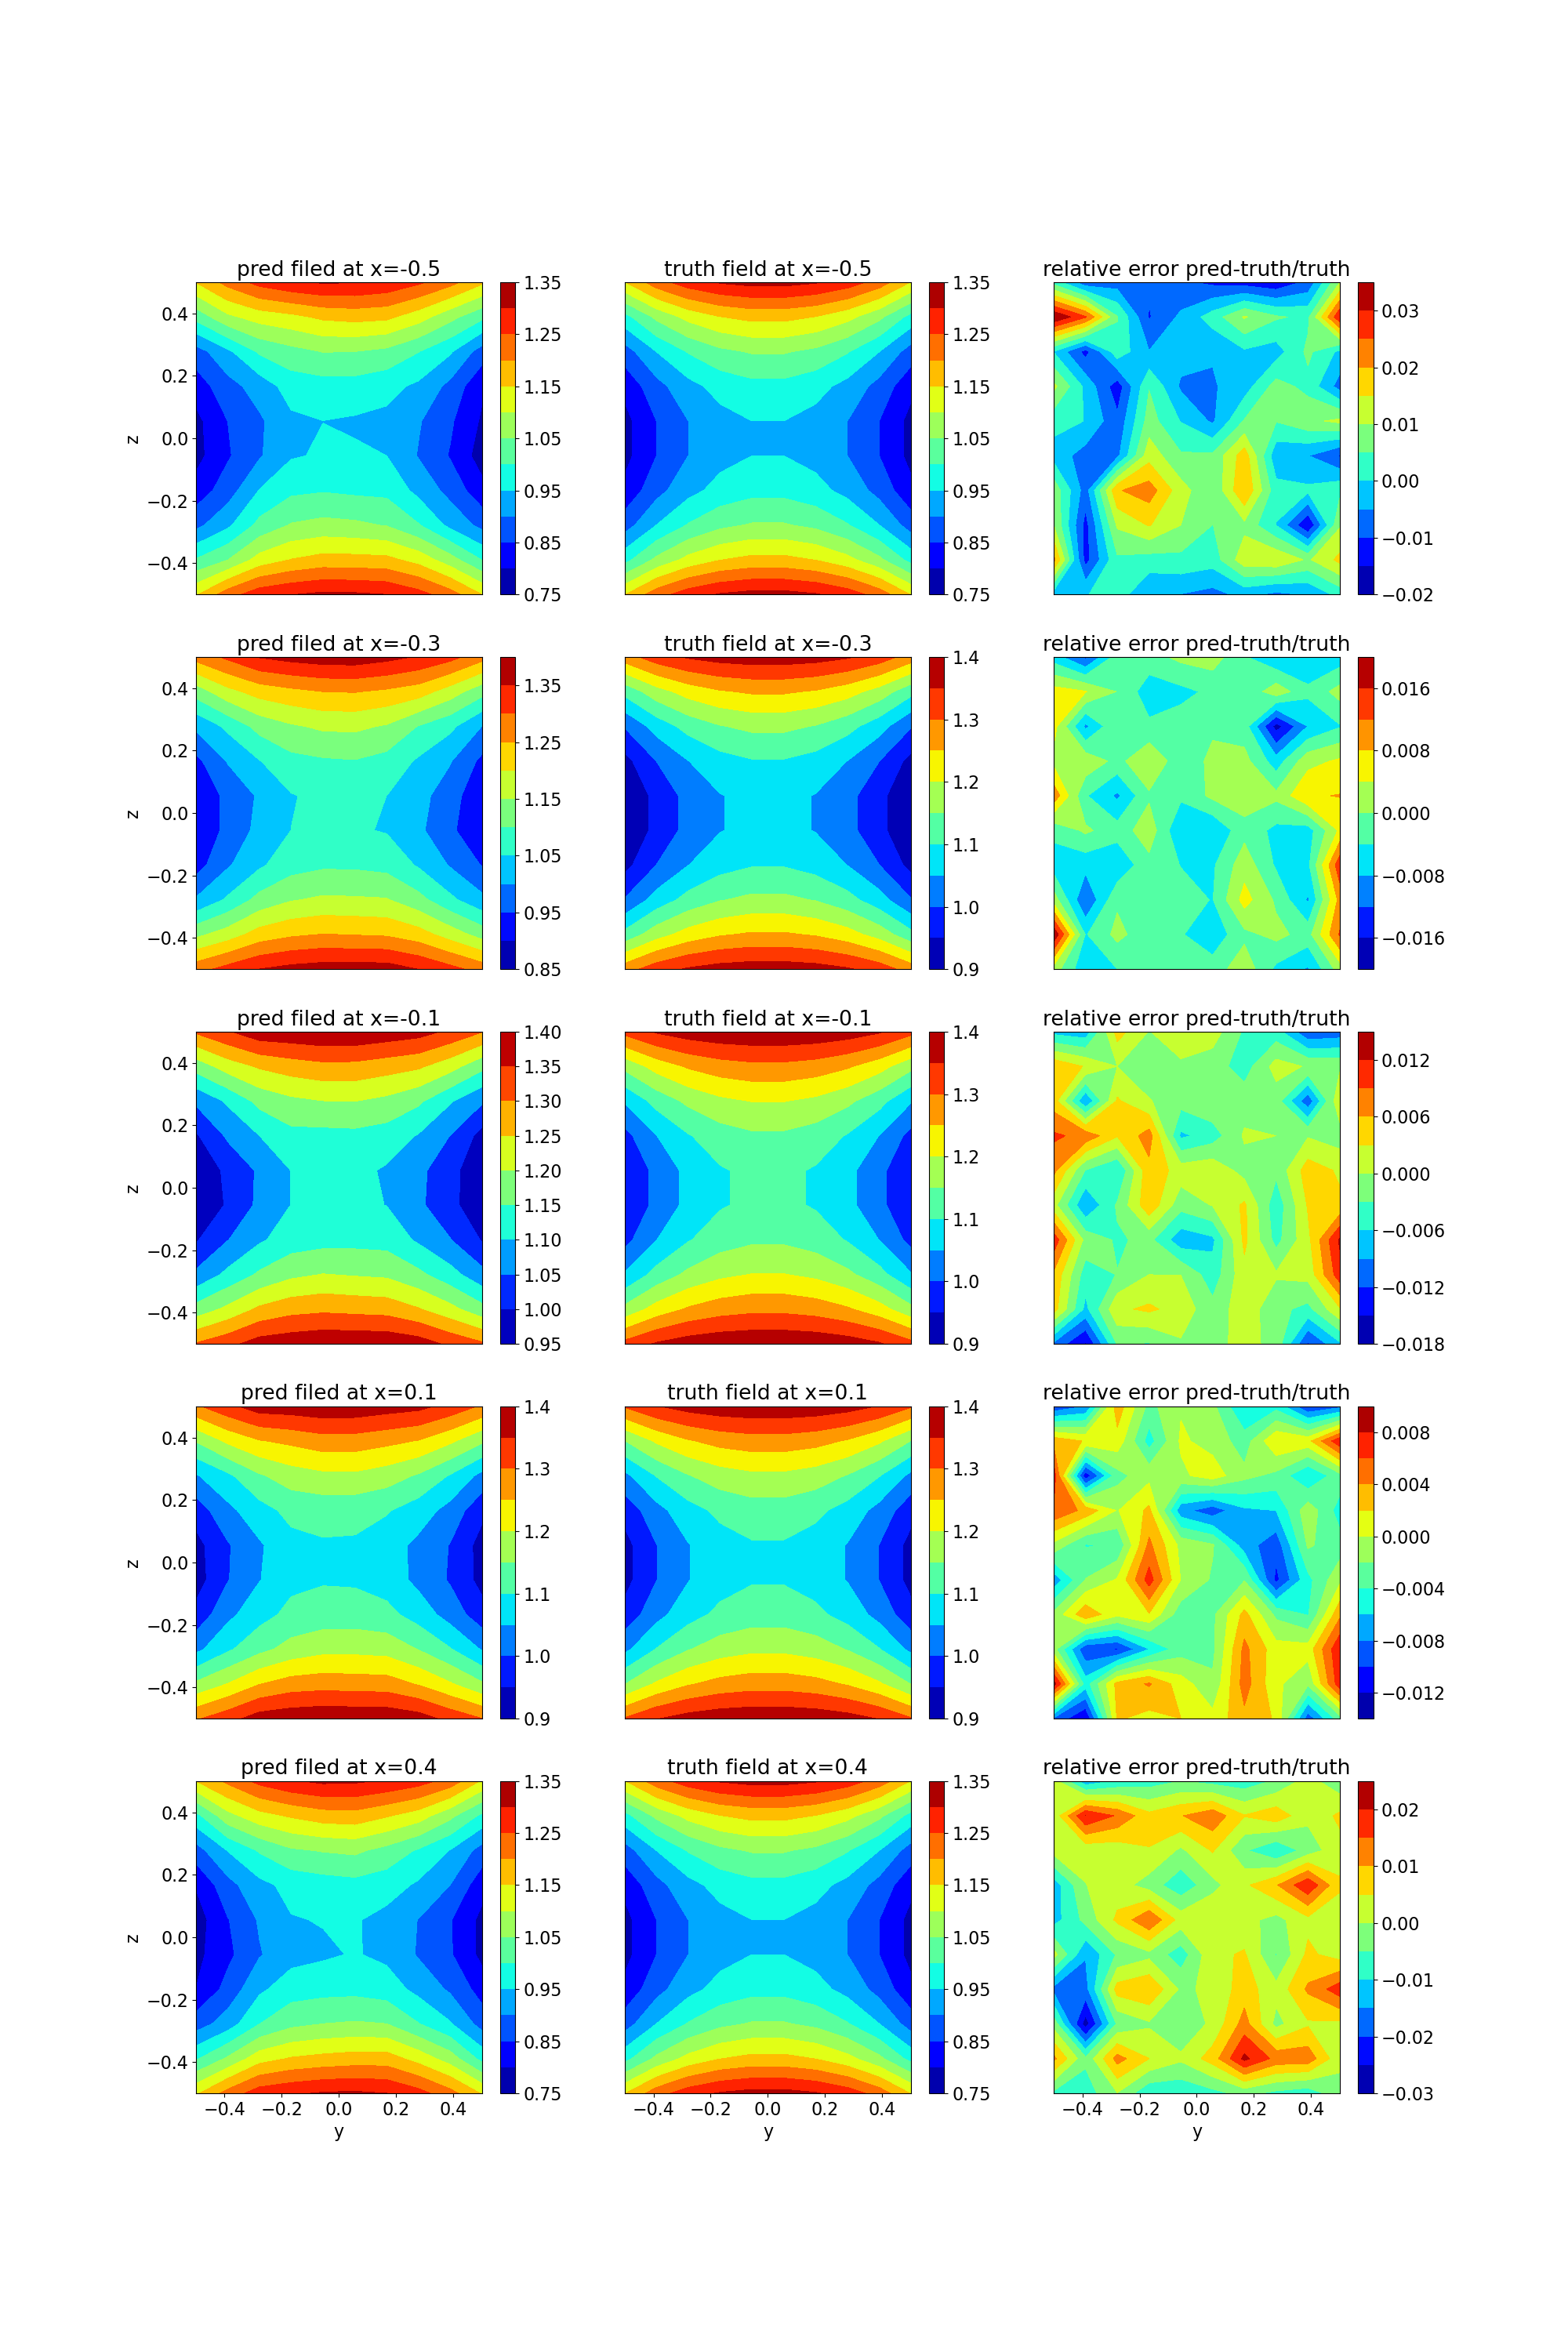 pred filed at x=-0.5 truth field at x=-0.5 relative error pred-truth/truth
z 0.4 0.2 0.0 −0.2 −0.4
1.35 1.25 1.15 1.05 0.95 0.85 0.75
1.35 1.25 1.15 1.05 0.95 0.85 0.75
0.03 0.02 0.01 0.00 −0.01 −0.02
pred filed at x=-0.3 truth field at x=-0.3 relative error pred-truth/truth
z 0.4 0.2 0.0 −0.2 −0.4
1.35 1.25 1.15 1.05 0.95 0.85
1.4 1.3 1.2 1.1 1.0 0.9
0.016 0.008 0.000 −0.008 −0.016
pred filed at x=-0.1 truth field at x=-0.1 relative error pred-truth/truth
z 0.4 0.2 0.0 −0.2 −0.4
1.40 1.35 1.30 1.25 1.20 1.15 1.10 1.05 1.00 0.95
1.4 1.3 1.2 1.1 1.0 0.9
0.012 0.006 0.000 −0.006 −0.012 −0.018
pred filed at x=0.1 truth field at x=0.1 relative error pred-truth/truth
z 0.4 0.2 0.0 −0.2 −0.4
1.4 1.3 1.2 1.1 1.0 0.9
1.4 1.3 1.2 1.1 1.0 0.9
0.008 0.004 0.000 −0.004 −0.008 −0.012
pred filed at x=0.4 truth field at x=0.4 relative error pred-truth/truth
z 0.4 0.2 0.0 −0.2 −0.4
1.35 1.25 1.15 1.05 0.95 0.85 0.75
1.35 1.25 1.15 1.05 0.95 0.85 0.75
0.02 0.01 0.00 −0.01 −0.02 −0.03
−0.4 −0.2 0.0 0.2 0.4 −0.4 −0.2 0.0 0.2 0.4 −0.4 −0.2 0.0 0.2 0.4
y y y